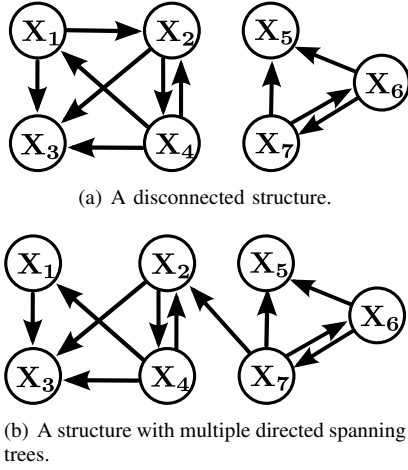 X1 X2 X5
X6
X3 X4 X7
(a) A disconnected structure.
X1 X2 X5
X6
X3 X4 X7
(b) A structure with multiple directed spanning
trees.